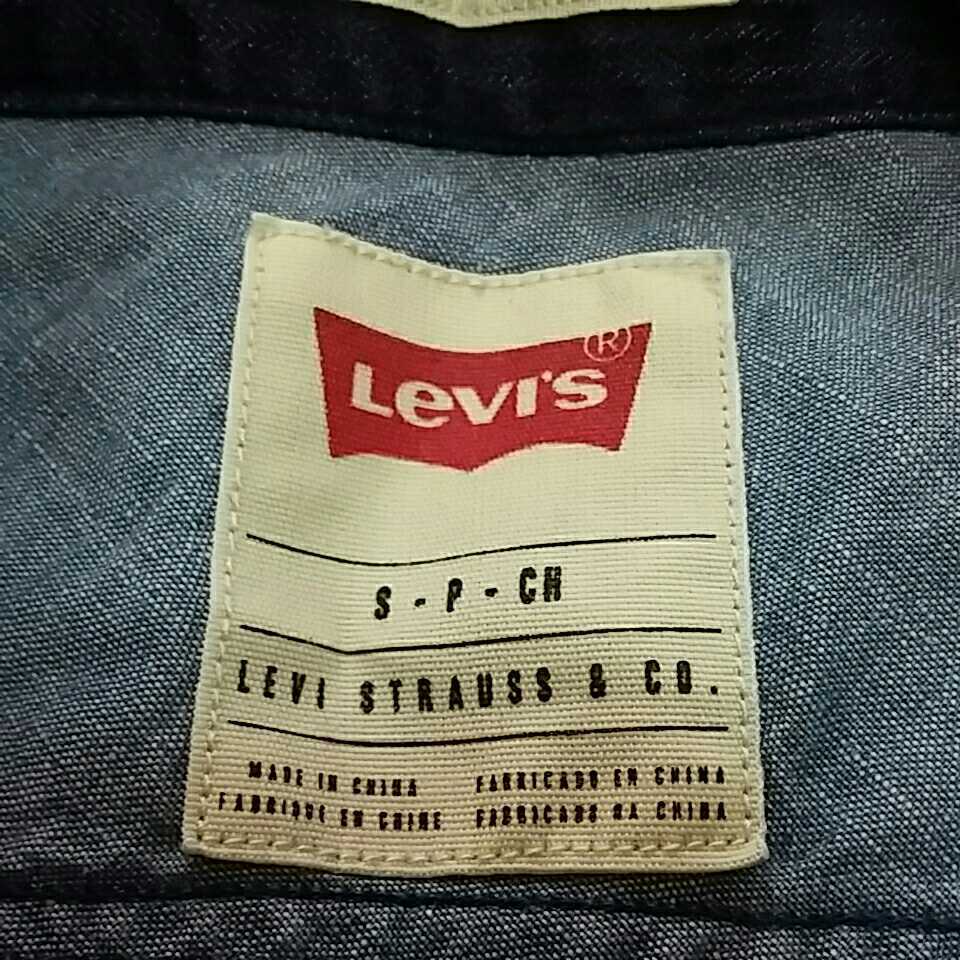 Levi's ®
S - P - CH
LEVI STRAUSS & CO.
MADE IN CHINA FABRICADO EN CHINA
FABRIQUE EN CHINE FABRICADO NA CHINA